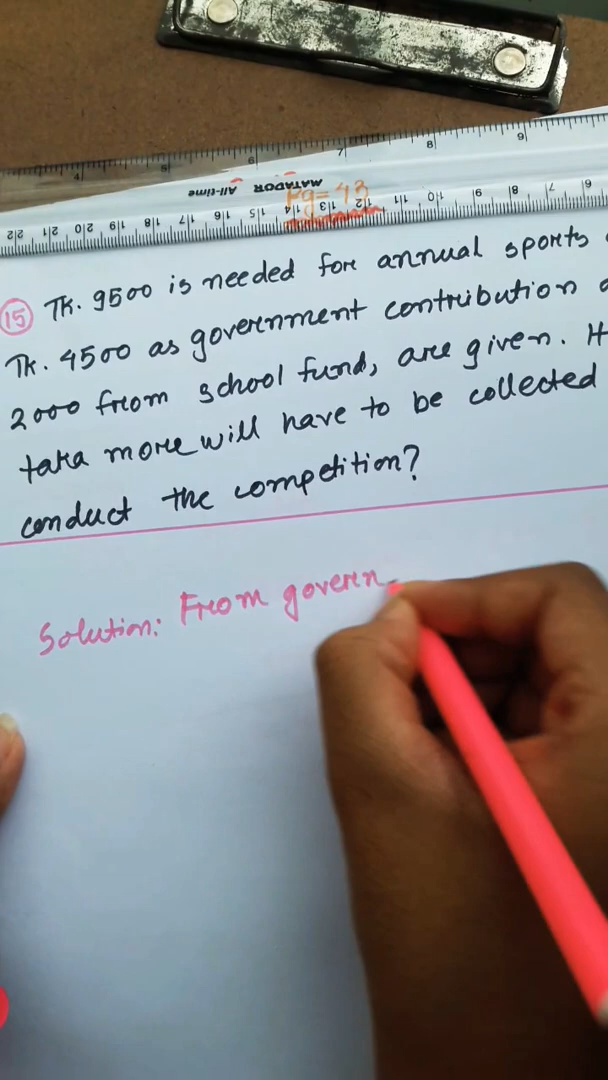 Pg = 43
MATADOR All-time
15 Tk. 9500 is needed for annual sports
Tk. 4500 as government contribution
2000 from school fund, are given. H
taka more will have to be collected
conduct the competition?
Solution: From govern